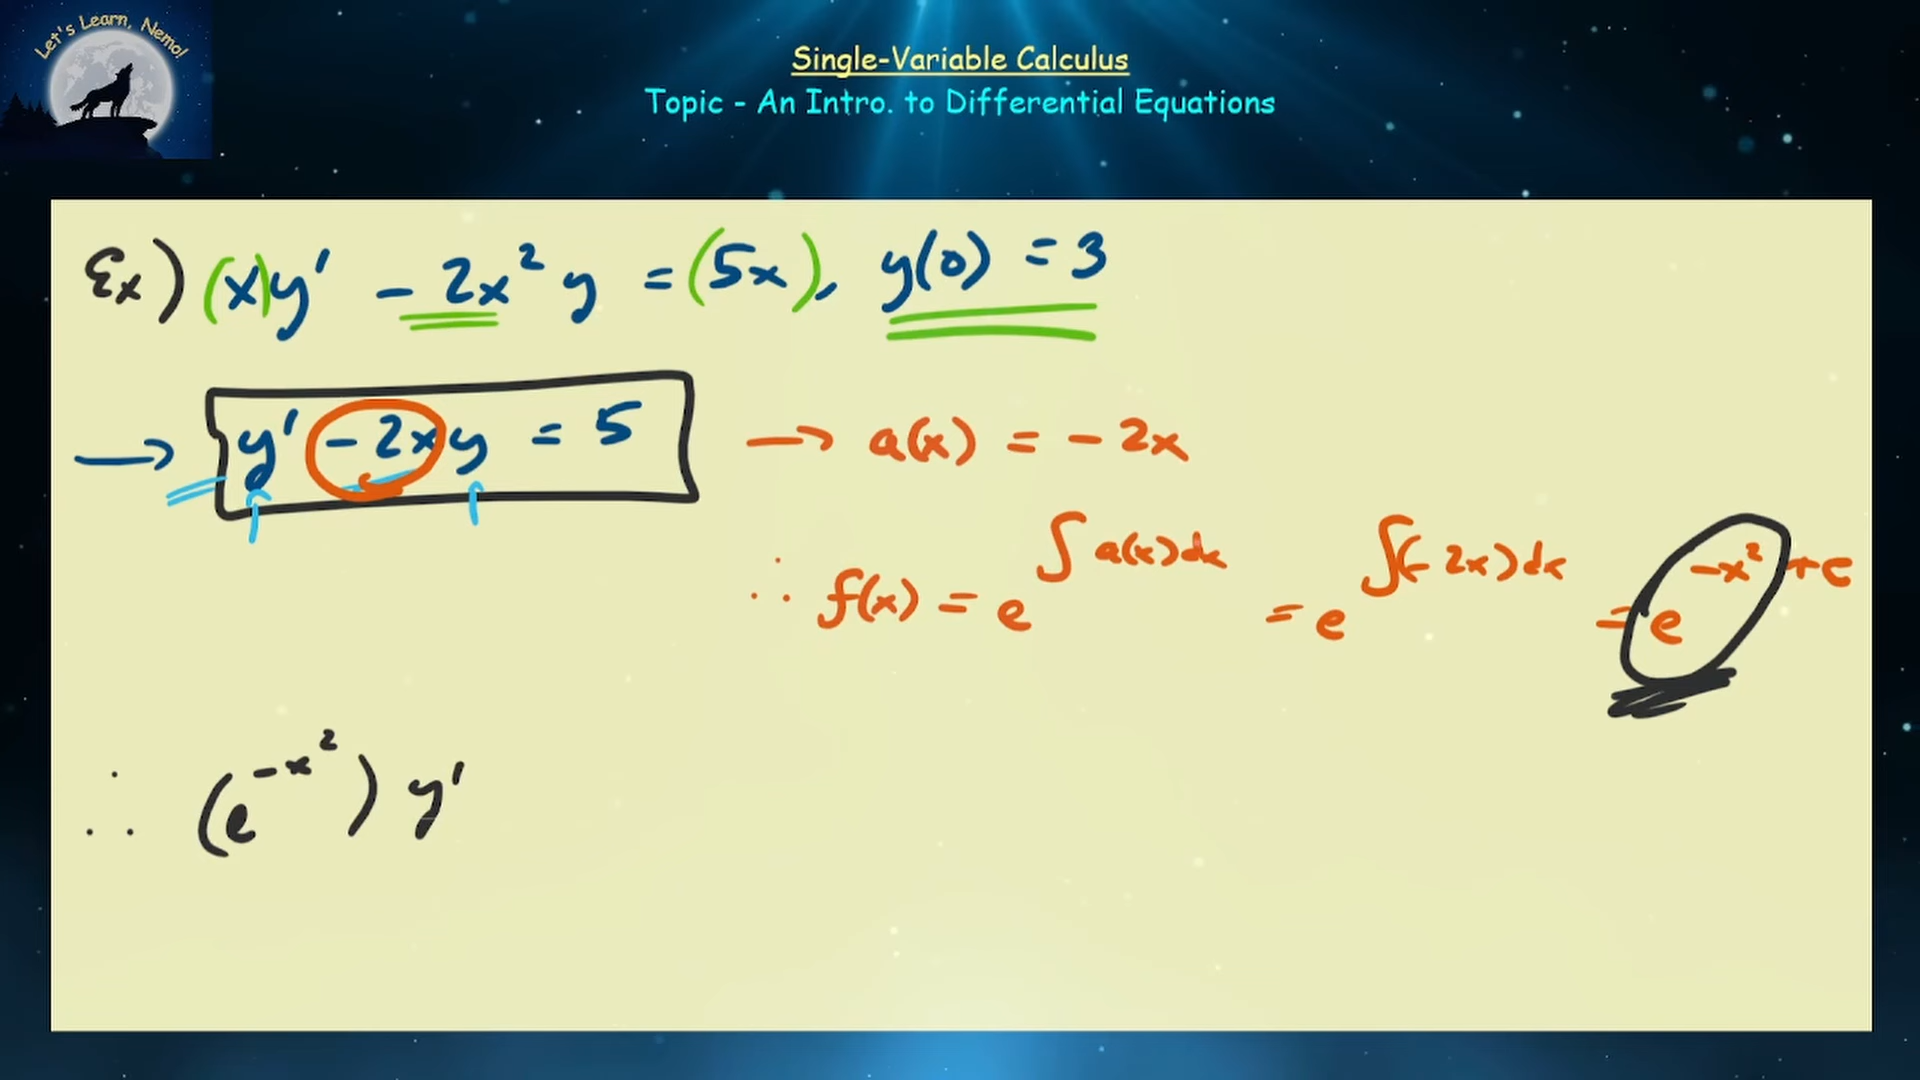 Let's Learn, Nemo!
Single-Variable Calculus
Topic - An Intro. to Differential Equations
Ex) (x)y' - 2x² y = (5x), y(0) = 3
→ y' - 2xy = 5 → a(x) = - 2x
∴ f(x) = e^∫a(x)dx = e^∫(-2x)dx = e^-x² + c
∴ (e^-x²) y'